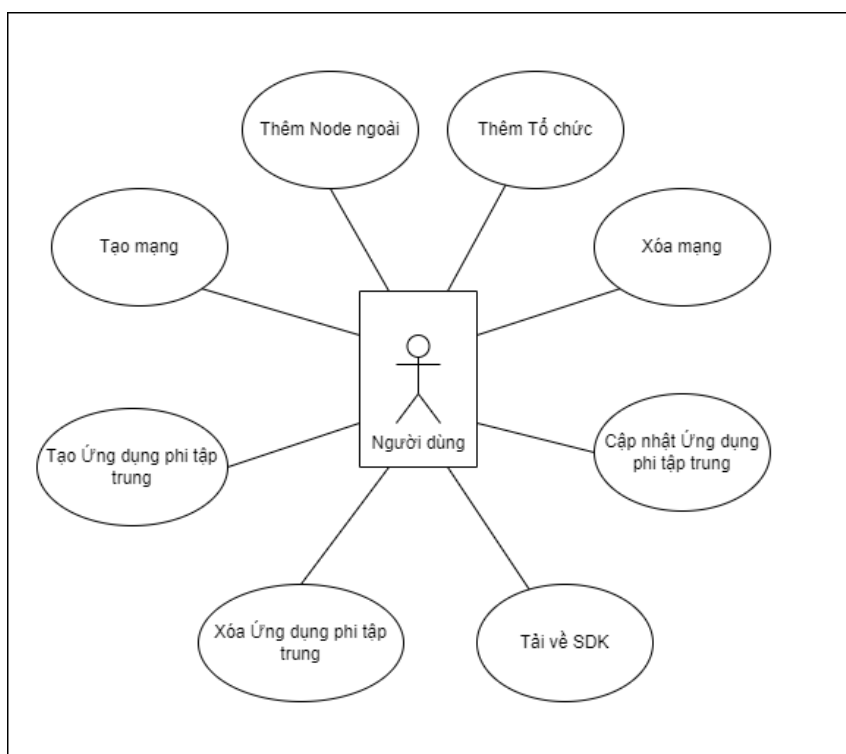 Thêm Node ngoài
Thêm Tổ chức
Tạo mạng
Xóa mạng
Người dùng
Tạo Ứng dụng phi tập
trung
Cập nhật Ứng dụng
phi tập trung
Xóa Ứng dụng phi tập
trung
Tải về SDK